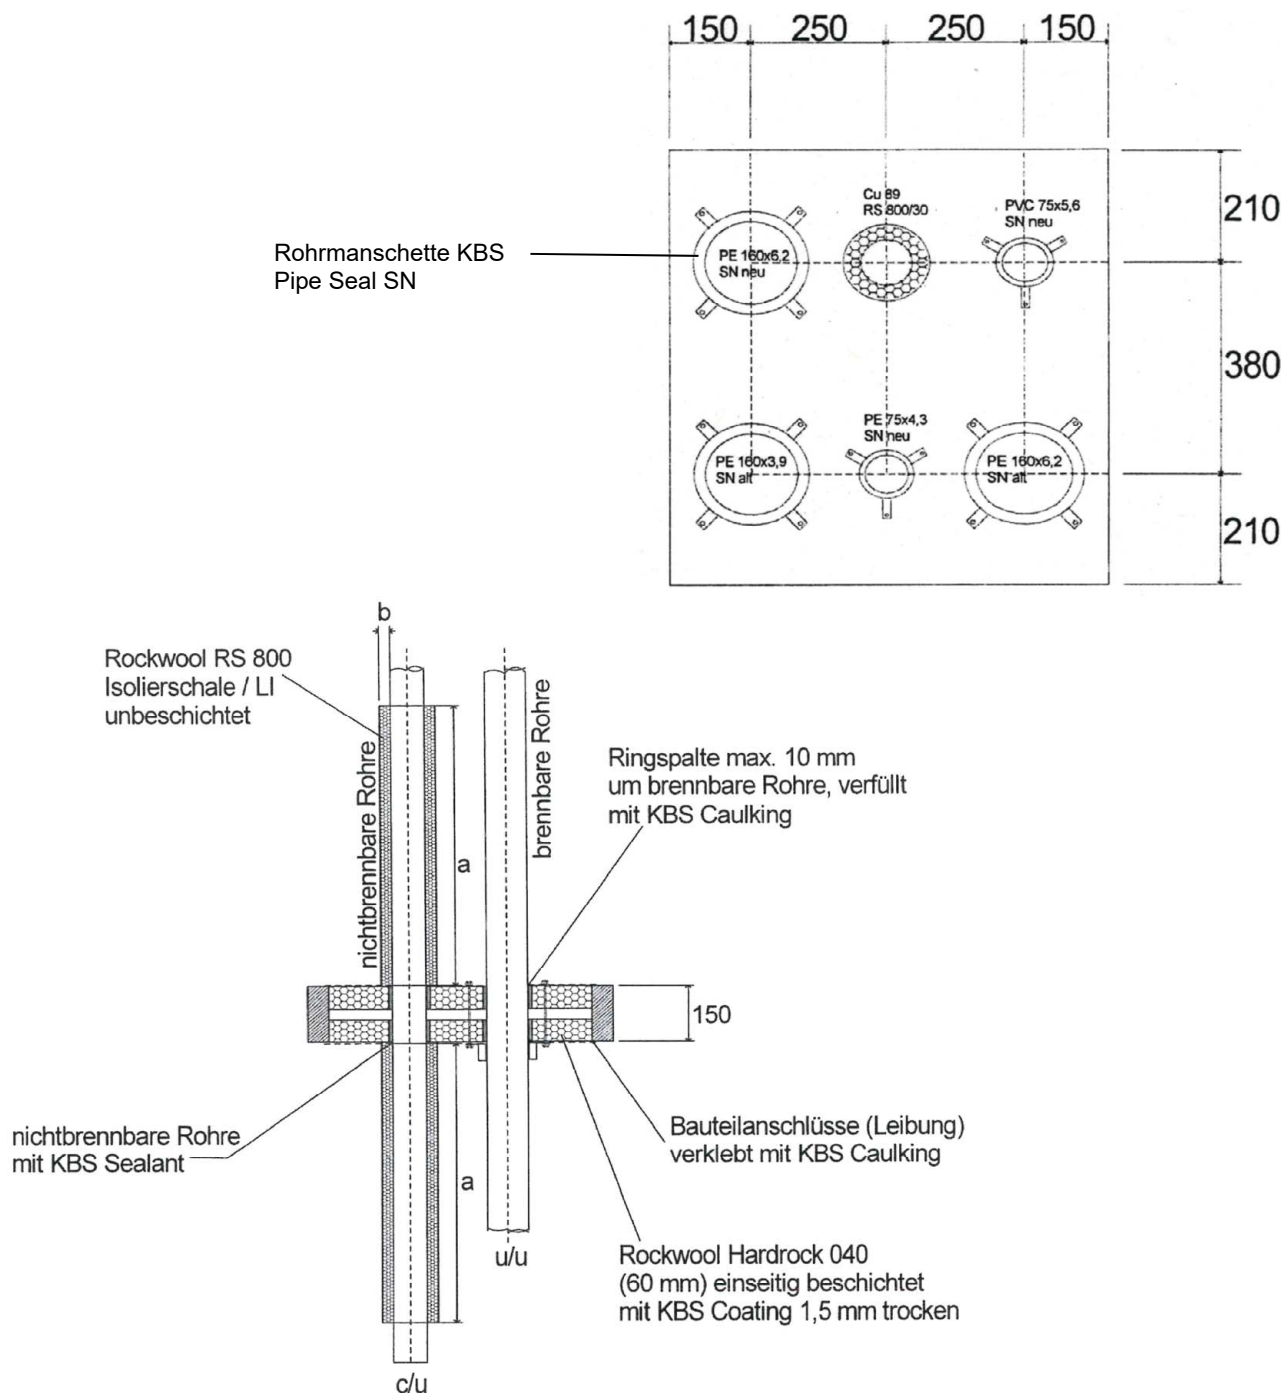 150 250 250 150
Cu 89
RS 800/30
PVC 75x5,6
SN neu
210
Rohrmanschette KBS
Pipe Seal SN
PE 160x6,2
SN neu
380
PE 75x4,3
SN neu
PE 160x3,9
SN alt
PE 160x6,2
SN alt
210
b
Rockwool RS 800
Isolierschale / LI
unbeschichtet
nichtbrennbare Rohre
brennbare Rohre
Ringspalte max. 10 mm
um brennbare Rohre, verfüllt
mit KBS Caulking
a
150
nichtbrennbare Rohre
mit KBS Sealant
Bauteilanschlüsse (Leibung)
verklebt mit KBS Caulking
a
u/u
Rockwool Hardrock 040
(60 mm) einseitig beschichtet
mit KBS Coating 1,5 mm trocken
c/u